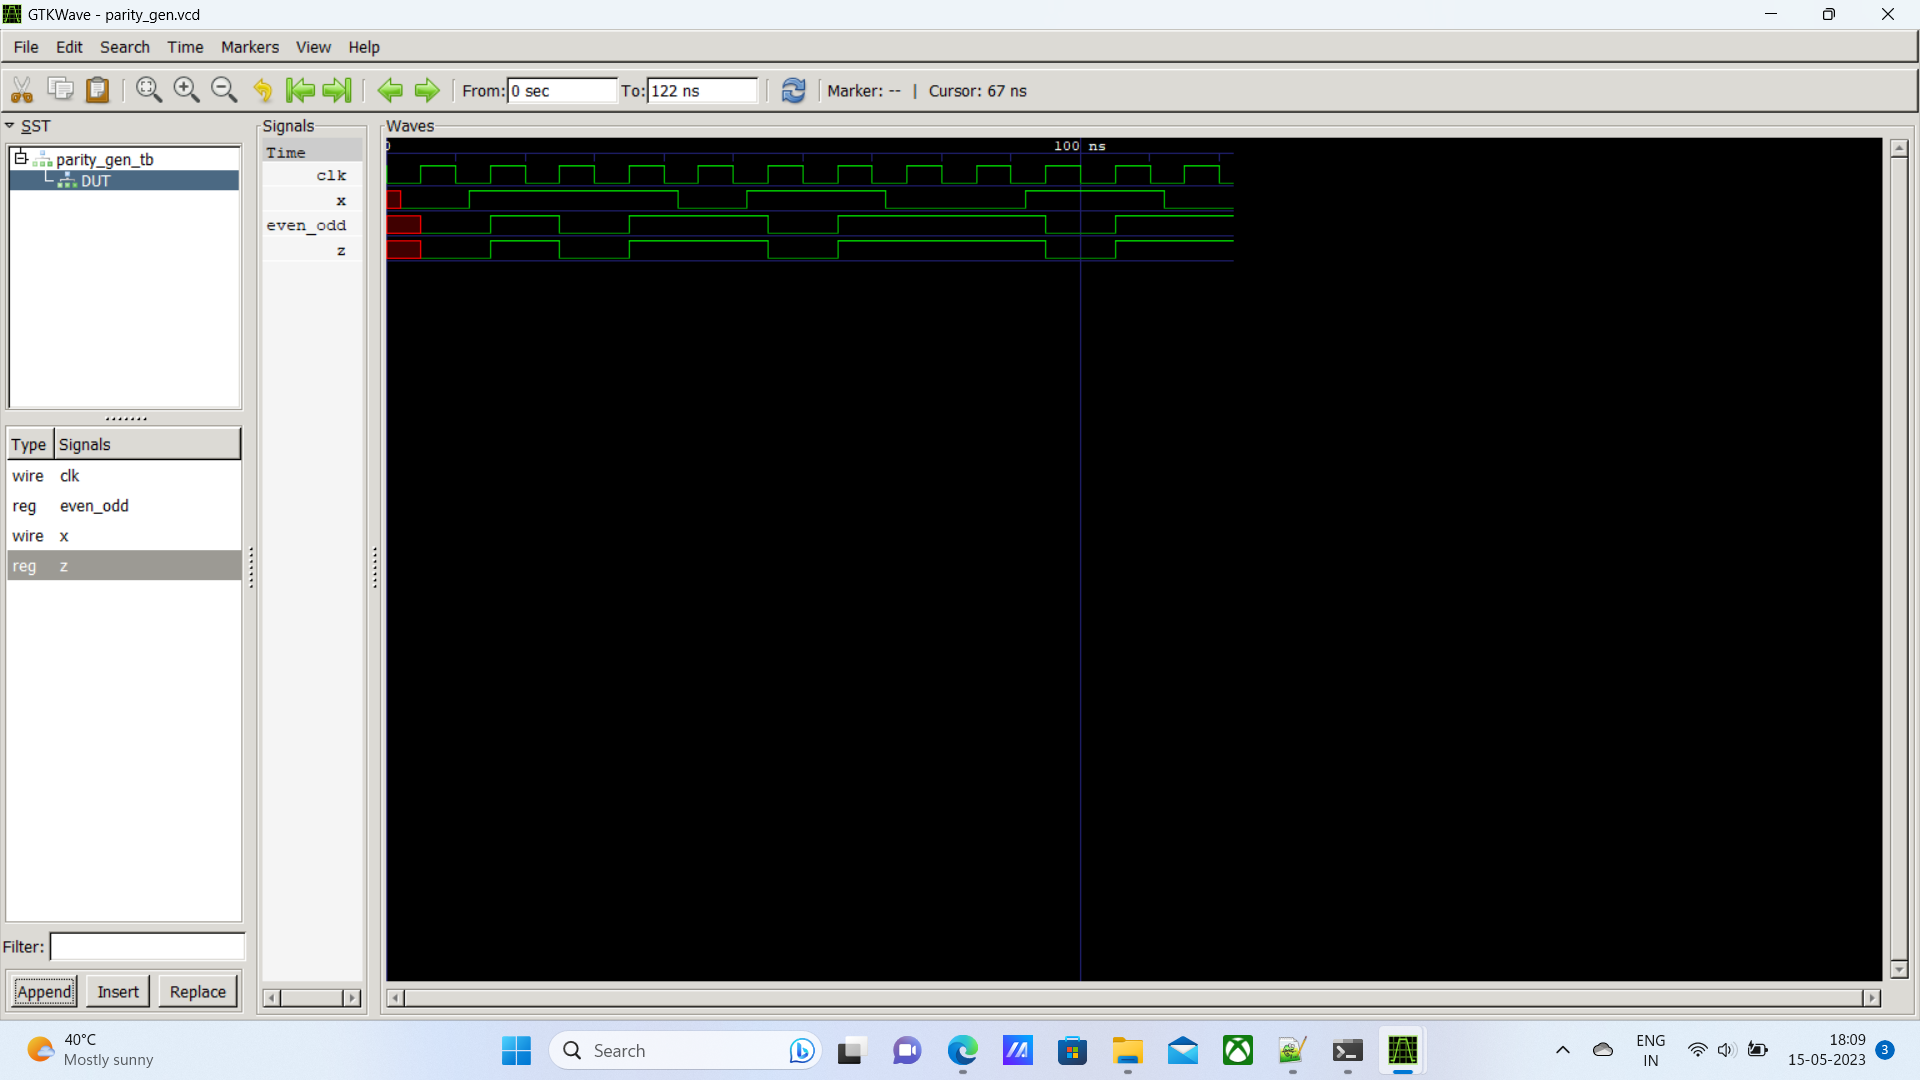 GTKWave - parity_gen.vcd
File Edit Search Time Markers View Help
From: 0 sec To: 122 ns Marker: -- | Cursor: 67 ns
SST
parity_gen_tb
DUT
Type Signals
wire clk
reg even_odd
wire x
reg z
Filter:
Append Insert Replace
Signals
Time
clk
x
even_odd
z
Waves
0 100 ns
40°C
Mostly sunny
Search
ENG
IN
18:09
15-05-2023
3